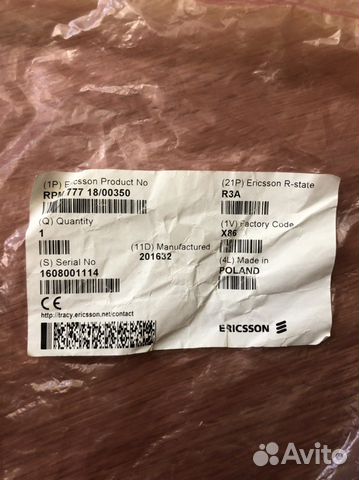 (1P) Ericsson Product No
RPM 777 18/00350
(21P) Ericsson R-state
R3A
(Q) Quantity
1
(1V) Factory Code
X86
(11D) Manufactured
201632
(S) Serial No
1608001114
(4L) Made in
POLAND
CE
http://tracy.ericsson.net/contact
ERICSSON
Avito